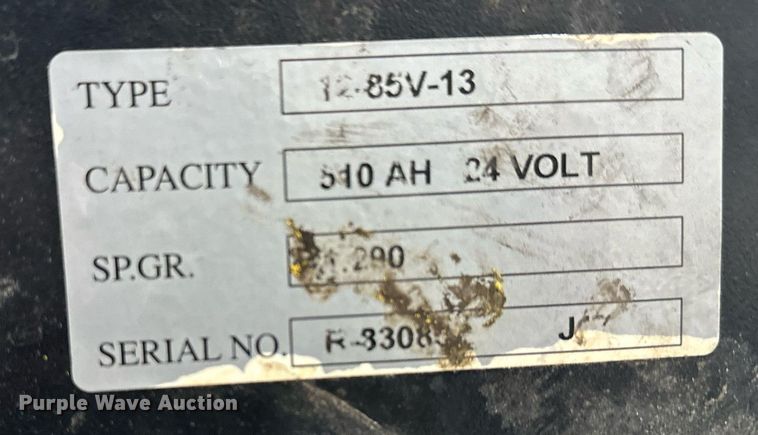 TYPE 12-85V-13
CAPACITY 510 AH 24 VOLT
SP.GR. 1.290
SERIAL NO.
Purple Wave Auction